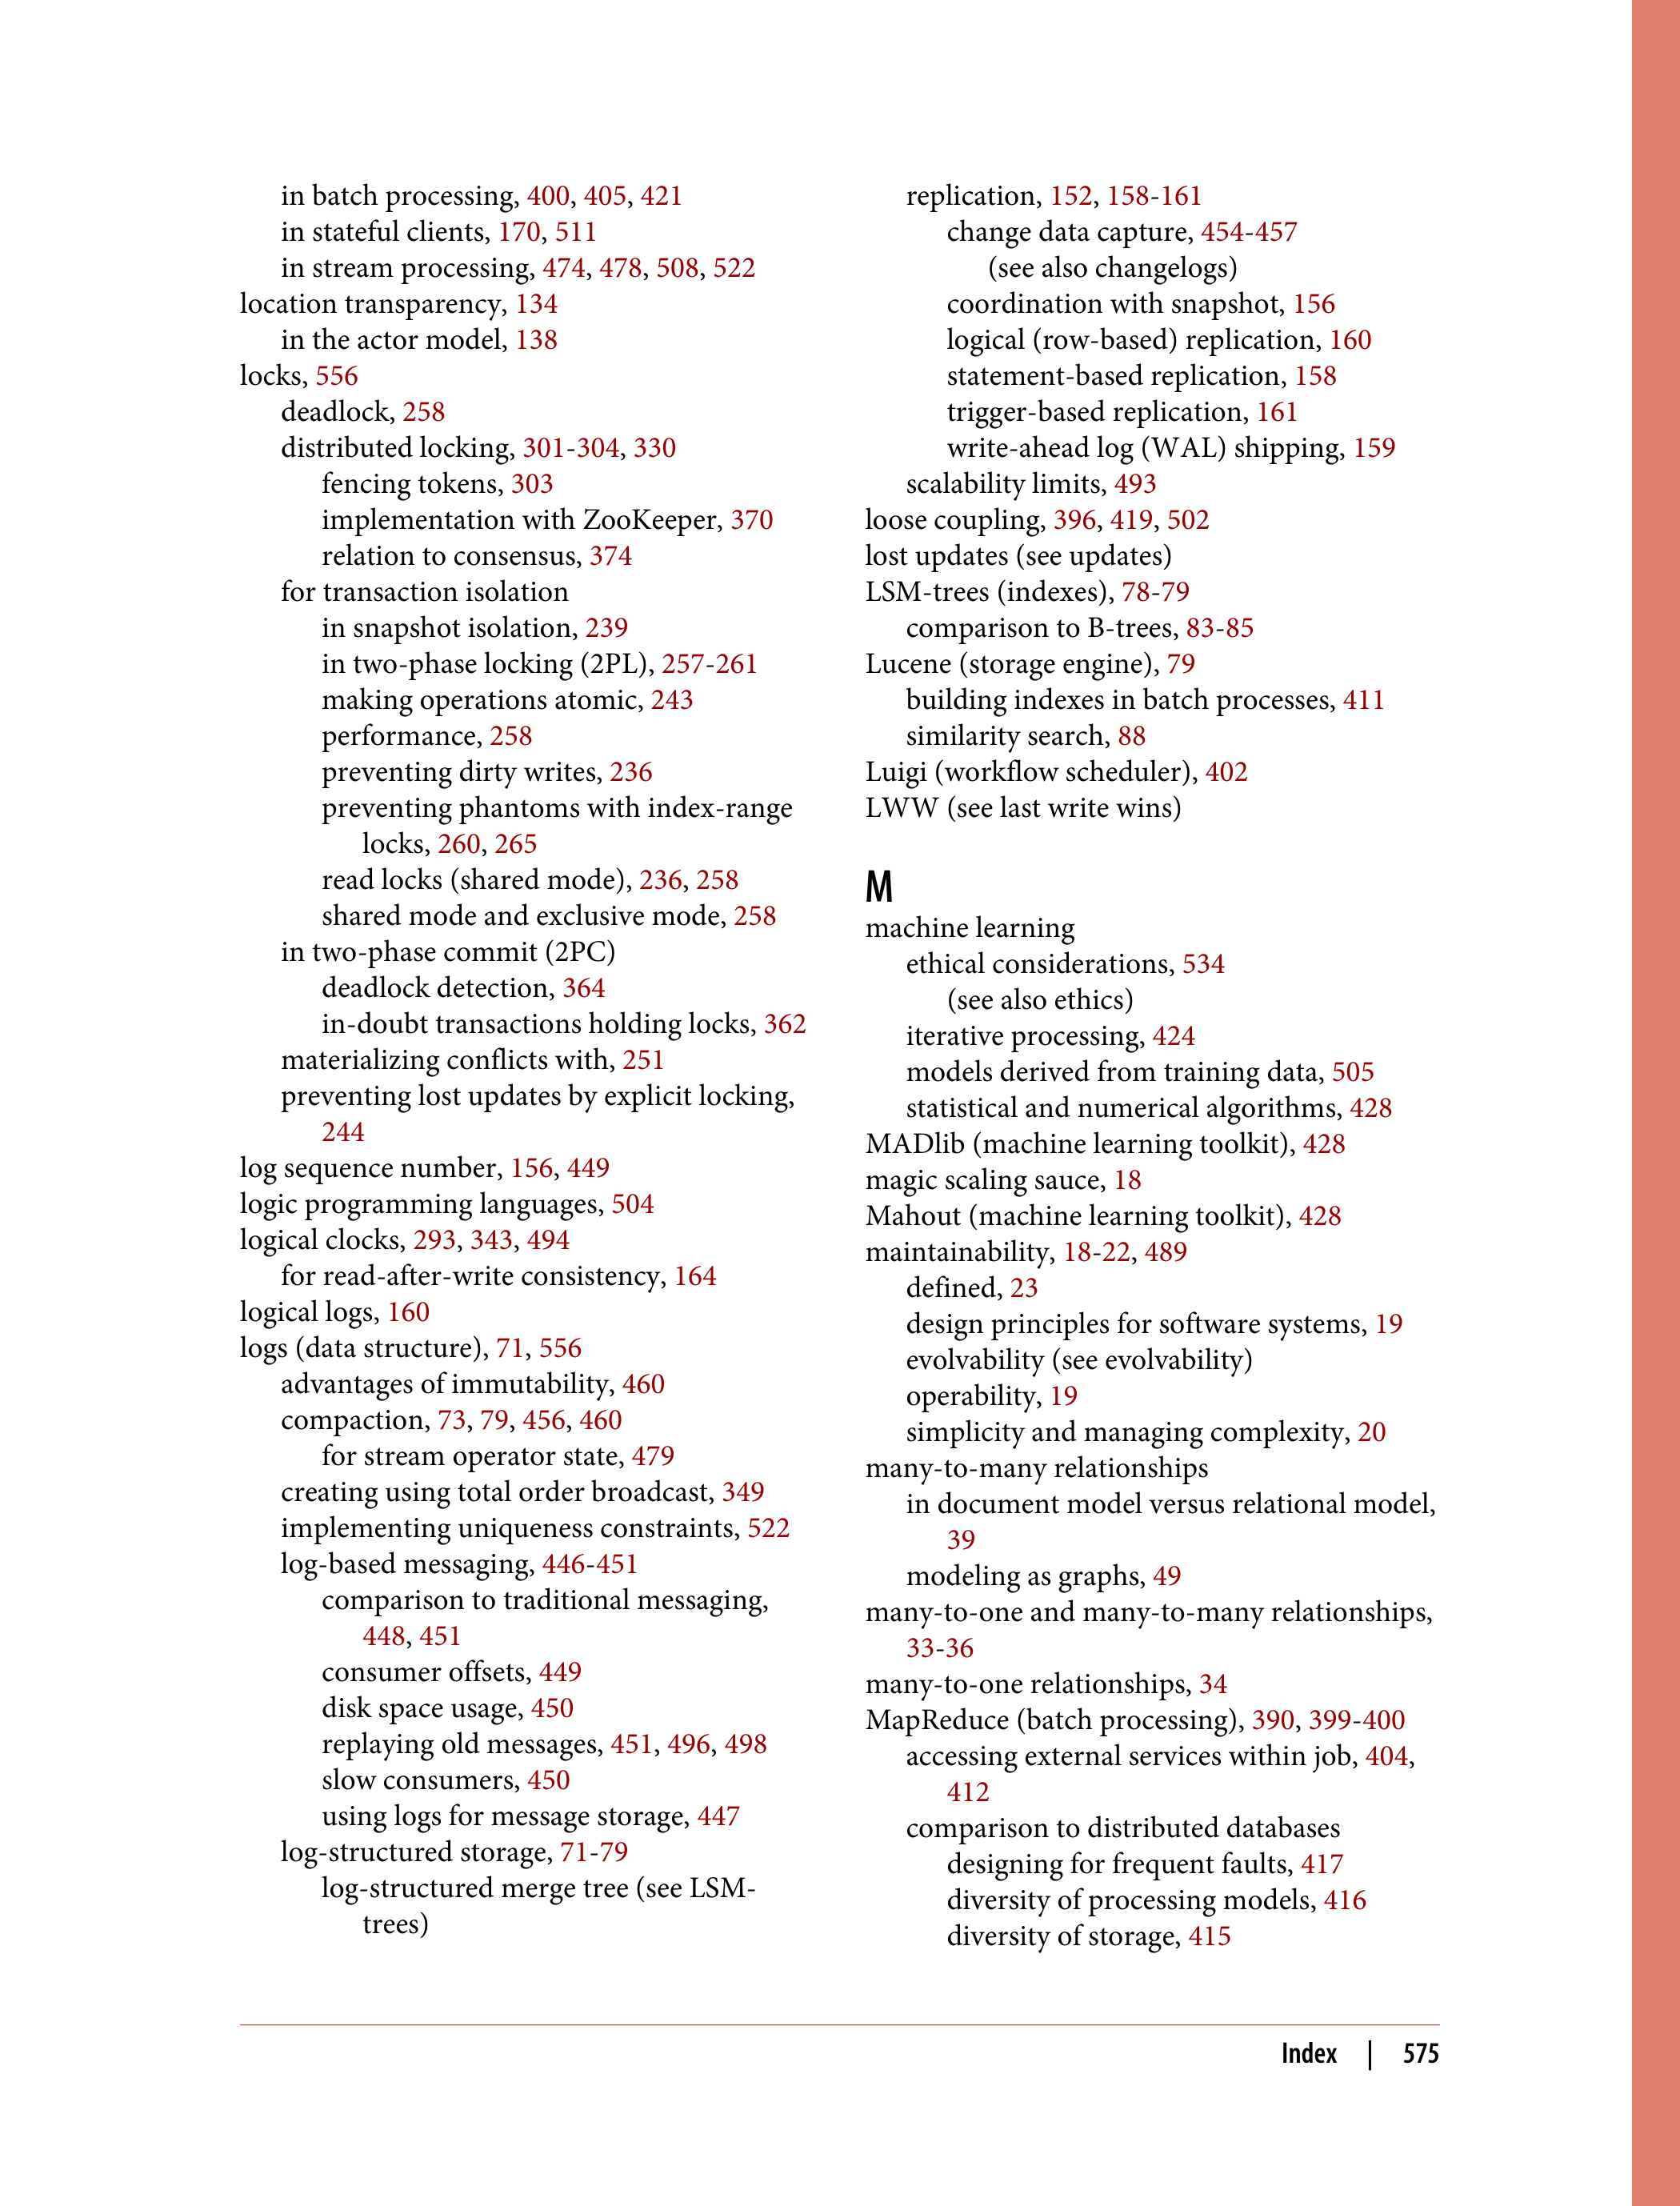 in batch processing, 400, 405, 421
in stateful clients, 170, 511
in stream processing, 474, 478, 508, 522
location transparency, 134
in the actor model, 138
locks, 556
deadlock, 258
distributed locking, 301-304, 330
fencing tokens, 303
implementation with ZooKeeper, 370
relation to consensus, 374
for transaction isolation
in snapshot isolation, 239
in two-phase locking (2PL), 257-261
making operations atomic, 243
performance, 258
preventing dirty writes, 236
preventing phantoms with index-range
locks, 260, 265
read locks (shared mode), 236, 258
shared mode and exclusive mode, 258
in two-phase commit (2PC)
deadlock detection, 364
in-doubt transactions holding locks, 362
materializing conflicts with, 251
preventing lost updates by explicit locking,
244
log sequence number, 156, 449
logic programming languages, 504
logical clocks, 293, 343, 494
for read-after-write consistency, 164
logical logs, 160
logs (data structure), 71, 556
advantages of immutability, 460
compaction, 73, 79, 456, 460
for stream operator state, 479
creating using total order broadcast, 349
implementing uniqueness constraints, 522
log-based messaging, 446-451
comparison to traditional messaging,
448, 451
consumer offsets, 449
disk space usage, 450
replaying old messages, 451, 496, 498
slow consumers, 450
using logs for message storage, 447
log-structured storage, 71-79
log-structured merge tree (see LSM-
trees)
replication, 152, 158-161
change data capture, 454-457
(see also changelogs)
coordination with snapshot, 156
logical (row-based) replication, 160
statement-based replication, 158
trigger-based replication, 161
write-ahead log (WAL) shipping, 159
scalability limits, 493
loose coupling, 396, 419, 502
lost updates (see updates)
LSM-trees (indexes), 78-79
comparison to B-trees, 83-85
Lucene (storage engine), 79
building indexes in batch processes, 411
similarity search, 88
Luigi (workflow scheduler), 402
LWW (see last write wins)
M
machine learning
ethical considerations, 534
(see also ethics)
iterative processing, 424
models derived from training data, 505
statistical and numerical algorithms, 428
MADlib (machine learning toolkit), 428
magic scaling sauce, 18
Mahout (machine learning toolkit), 428
maintainability, 18-22, 489
defined, 23
design principles for software systems, 19
evolvability (see evolvability)
operability, 19
simplicity and managing complexity, 20
many-to-many relationships
in document model versus relational model,
39
modeling as graphs, 49
many-to-one and many-to-many relationships,
33-36
many-to-one relationships, 34
MapReduce (batch processing), 390, 399-400
accessing external services within job, 404,
412
comparison to distributed databases
designing for frequent faults, 417
diversity of processing models, 416
diversity of storage, 415
Index | 575